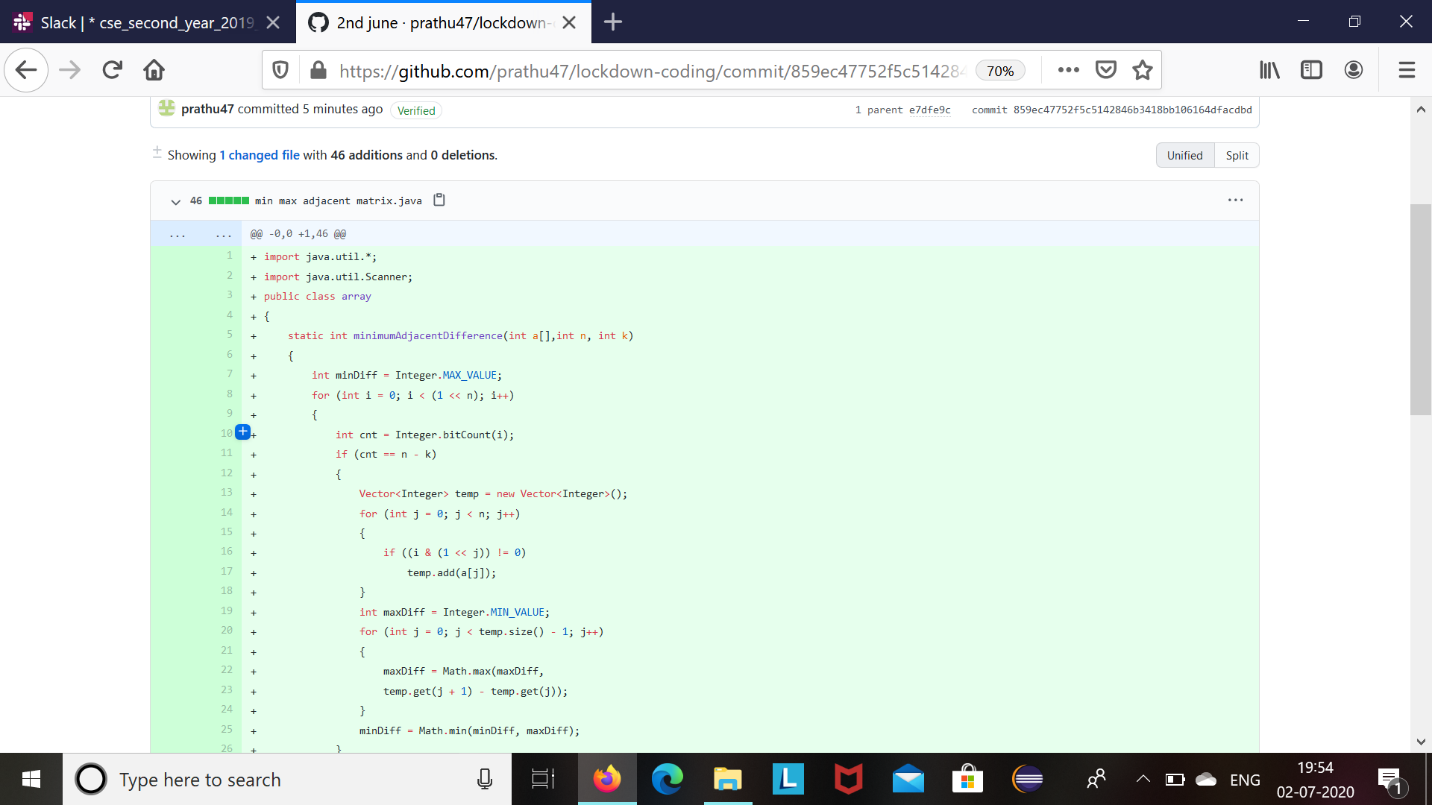 Slack | * cse_second_year_2019_
2nd june · prathu47/lockdown-
https://github.com/prathu47/lockdown-coding/commit/859ec47752f5c514284
70%
prathu47 committed 5 minutes ago Verified
1 parent e7dfe9c commit 859ec47752f5c5142846b3418bb106164dfacdbd
Showing 1 changed file with 46 additions and 0 deletions.
Unified Split
46 min max adjacent matrix.java
... ... @@ -0,0 +1,46 @@
1 + import java.util.*;
2 + import java.util.Scanner;
3 + public class array
4 + {
5 + static int minimumAdjacentDifference(int a[],int n, int k)
6 + {
7 + int minDiff = Integer.MAX_VALUE;
8 + for (int i = 0; i < (1 << n); i++)
9 + {
10 + int cnt = Integer.bitCount(i);
11 + if (cnt == n - k)
12 + {
13 + Vector<Integer> temp = new Vector<Integer>();
14 + for (int j = 0; j < n; j++)
15 + {
16 + if ((i & (1 << j)) != 0)
17 + temp.add(a[j]);
18 + }
19 + int maxDiff = Integer.MIN_VALUE;
20 + for (int j = 0; j < temp.size() - 1; j++)
21 + {
22 + maxDiff = Math.max(maxDiff,
23 + temp.get(j + 1) - temp.get(j));
24 + }
25 + minDiff = Math.min(minDiff, maxDiff);
26 + }
Type here to search
L
ENG
19:54
02-07-2020
1